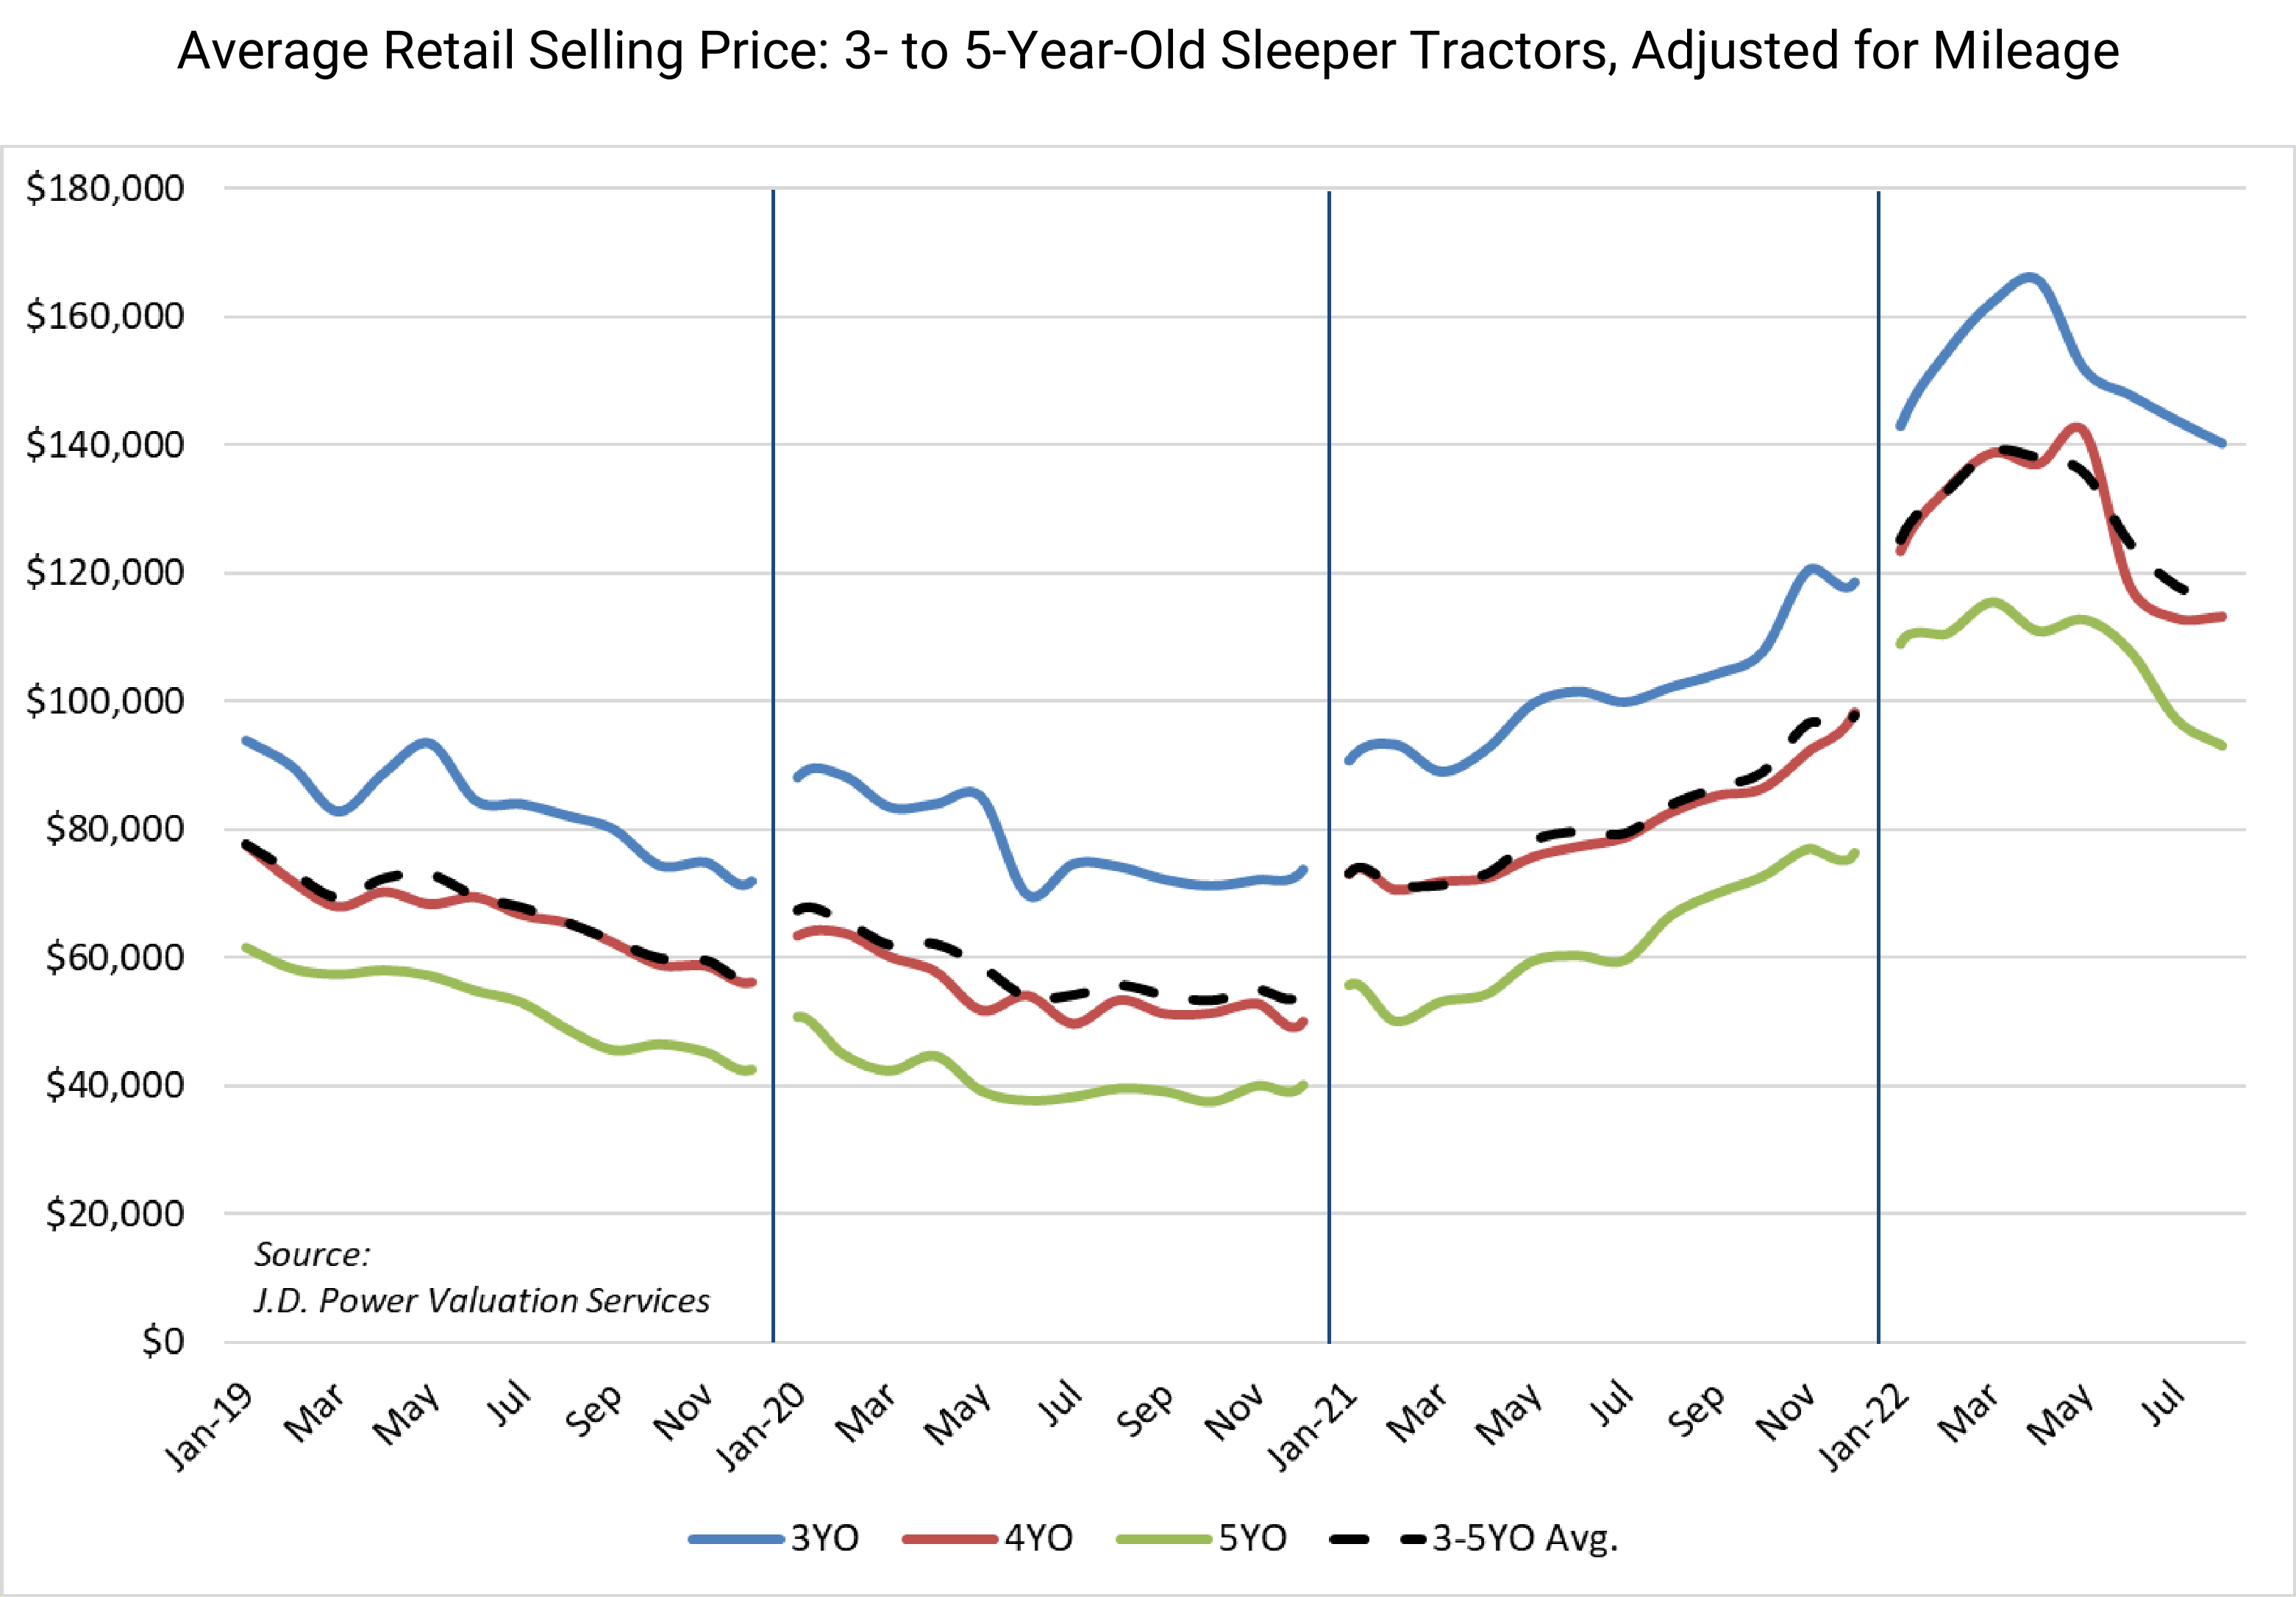 Average Retail Selling Price: 3- to 5-Year-Old Sleeper Tractors, Adjusted for Mileage
$180,000
$160,000
$140,000
$120,000
$100,000
$80,000
$60,000
$40,000
$20,000
$0
Source:
J.D. Power Valuation Services
Jan-19 Mar May Jul Sep Nov Jan-20 Mar May Jul Sep Nov Jan-21 Mar May Jul Sep Nov Jan-22 Mar May Jul
3YO 4YO 5YO 3-5YO Avg.